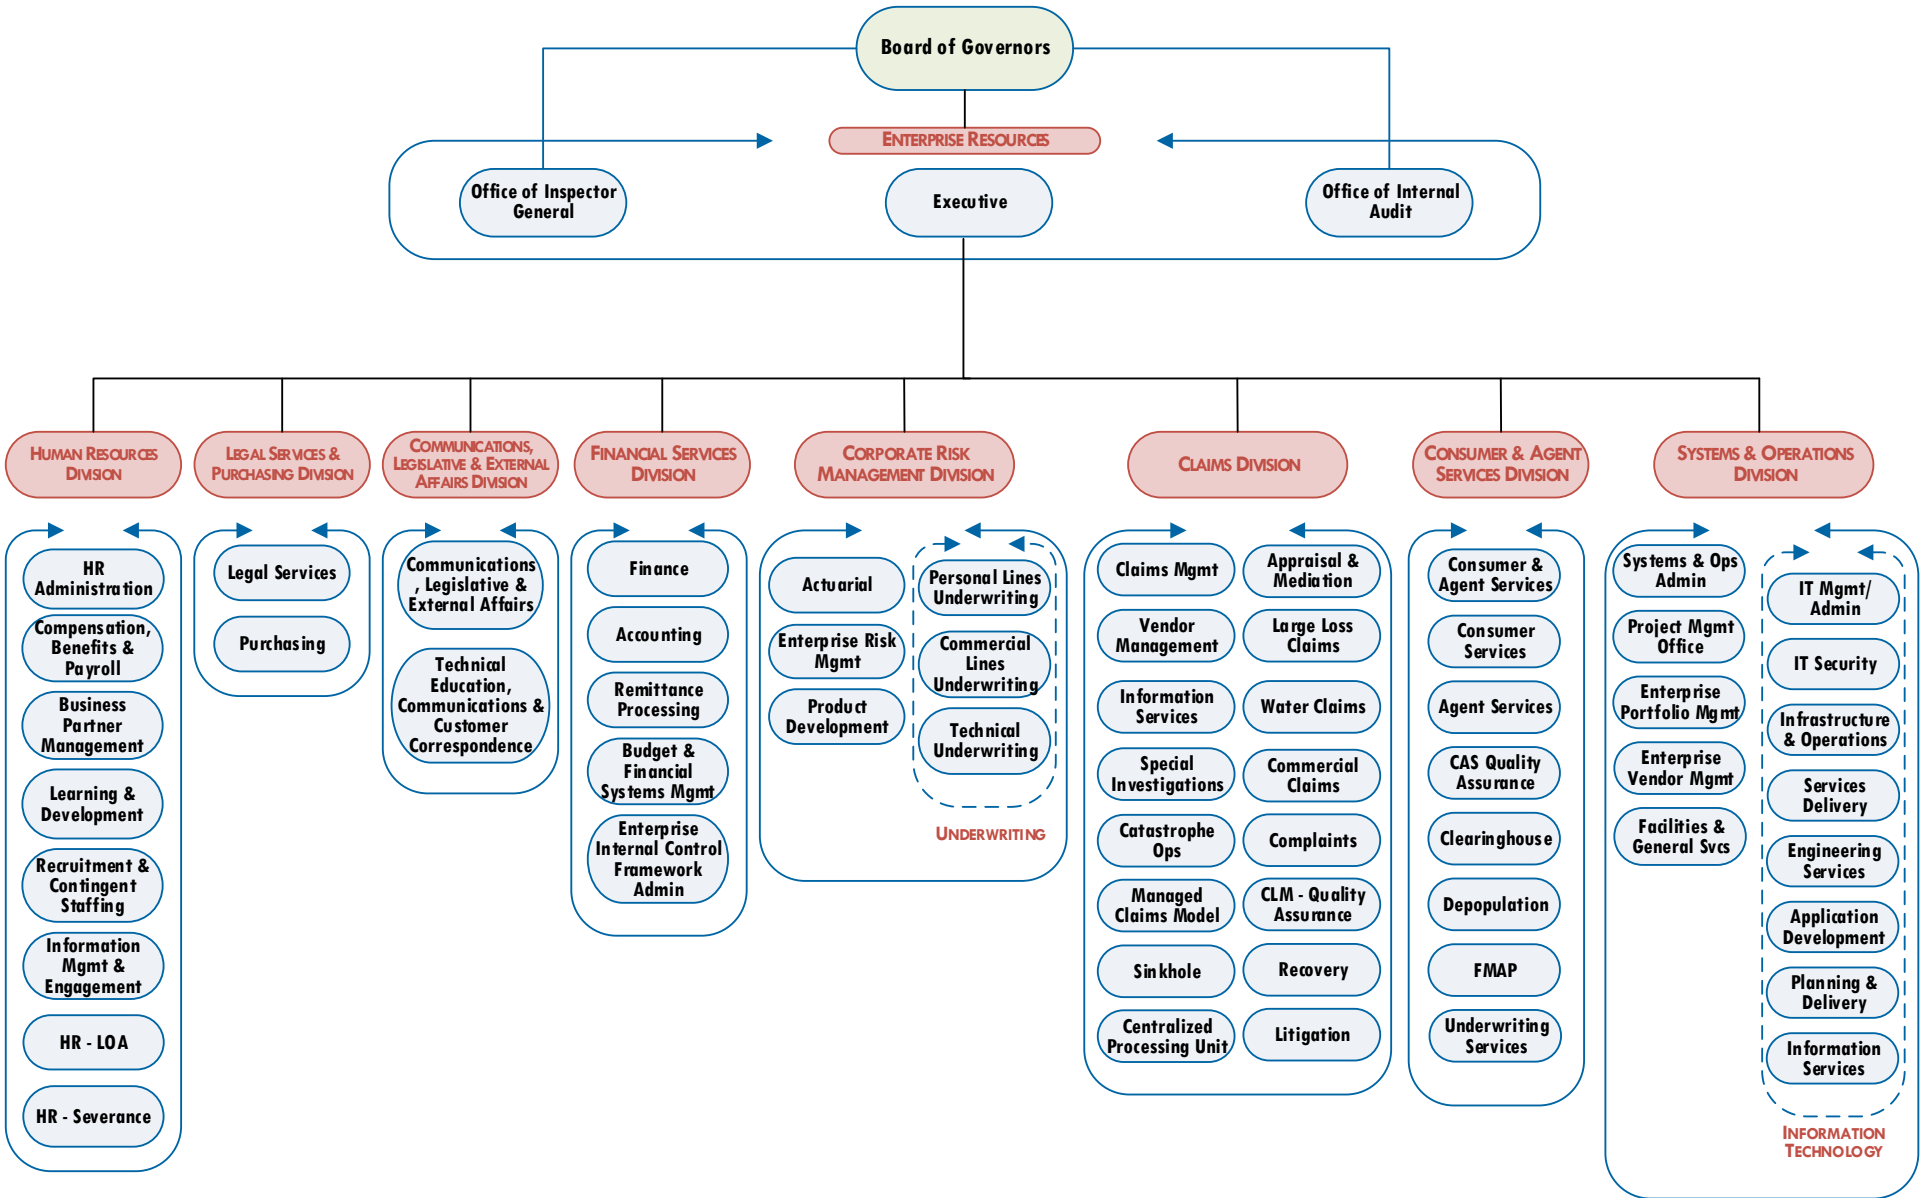 Board of Governors
ENTERPRISE RESOURCES
Office of Inspector
General
Executive
Office of Internal
Audit
HUMAN RESOURCES
DIVISION
LEGAL SERVICES &
PURCHASING DIVISION
COMMUNICATIONS,
LEGISLATIVE & EXTERNAL
AFFAIRS DIVISION
FINANCIAL SERVICES
DIVISION
CORPORATE RISK
MANAGEMENT DIVISION
CLAIMS DIVISION
CONSUMER & AGENT
SERVICES DIVISION
SYSTEMS & OPERATIONS
DIVISION
HR
Administration
Compensation,
Benefits &
Payroll
Business
Partner
Management
Learning &
Development
Recruitment &
Contingent
Staffing
Information
Mgmt &
Engagement
HR - LOA
HR - Severance
Legal Services
Purchasing
Communications
, Legislative &
External Affairs
Technical
Education,
Communications &
Customer
Correspondence
Finance
Accounting
Remittance
Processing
Budget &
Financial
Systems Mgmt
Enterprise
Internal Control
Framework
Admin
Actuarial
Enterprise Risk
Mgmt
Product
Development
Personal Lines
Underwriting
Commercial
Lines
Underwriting
Technical
Underwriting
UNDERWRITING
Claims Mgmt
Vendor
Management
Information
Services
Special
Investigations
Catastrophe
Ops
Managed
Claims Model
Sinkhole
Centralized
Processing Unit
Appraisal &
Mediation
Large Loss
Claims
Water Claims
Commercial
Claims
Complaints
CLM - Quality
Assurance
Recovery
Litigation
Consumer &
Agent Services
Consumer
Services
Agent Services
CAS Quality
Assurance
Clearinghouse
Depopulation
FMAP
Underwriting
Services
Systems & Ops
Admin
Project Mgmt
Office
Enterprise
Portfolio Mgmt
Enterprise
Vendor Mgmt
Facilities &
General Svcs
IT Mgmt/
Admin
IT Security
Infrastructure
& Operations
Services
Delivery
Engineering
Services
Application
Development
Planning &
Delivery
Information
Services
INFORMATION
TECHNOLOGY